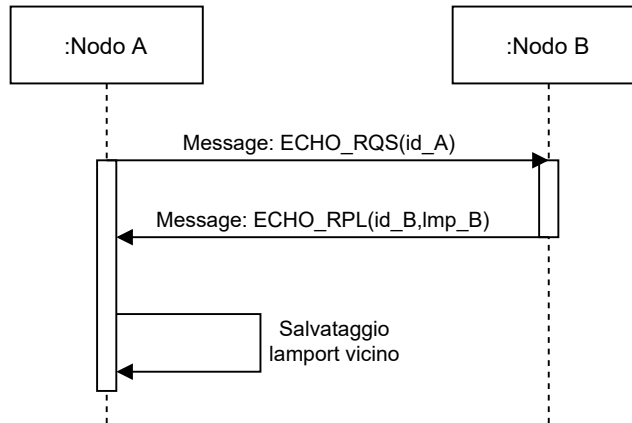 :Nodo A
:Nodo B
Message: ECHO_RQS(id_A)
Message: ECHO_RPL(id_B,lmp_B)
Salvataggio
lamport vicino